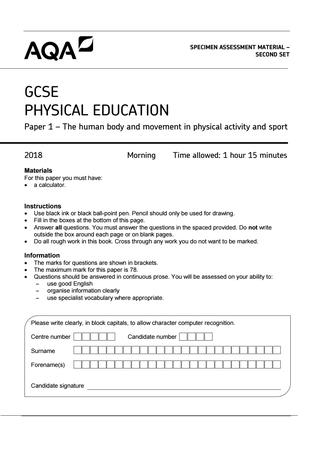 AQA
SPECIMEN ASSESSMENT MATERIAL –
SECOND SET
GCSE
PHYSICAL EDUCATION
Paper 1 – The human body and movement in physical activity and sport
2018 Morning Time allowed: 1 hour 15 minutes
Materials
For this paper you must have:
• a calculator.
Instructions
• Use black ink or black ball-point pen. Pencil should only be used for drawing.
• Fill in the boxes at the bottom of this page.
• Answer all questions. You must answer the questions in the spaced provided. Do not write
outside the box around each page or on blank pages.
• Do all rough work in this book. Cross through any work you do not want to be marked.
Information
• The marks for questions are shown in brackets.
• The maximum mark for this paper is 78.
• Questions should be answered in continuous prose. You will be assessed on your ability to:
– use good English
– organise information clearly
– use specialist vocabulary where appropriate.
Please write clearly, in block capitals, to allow character computer recognition.
Centre number Candidate number
Surname
Forename(s)
Candidate signature